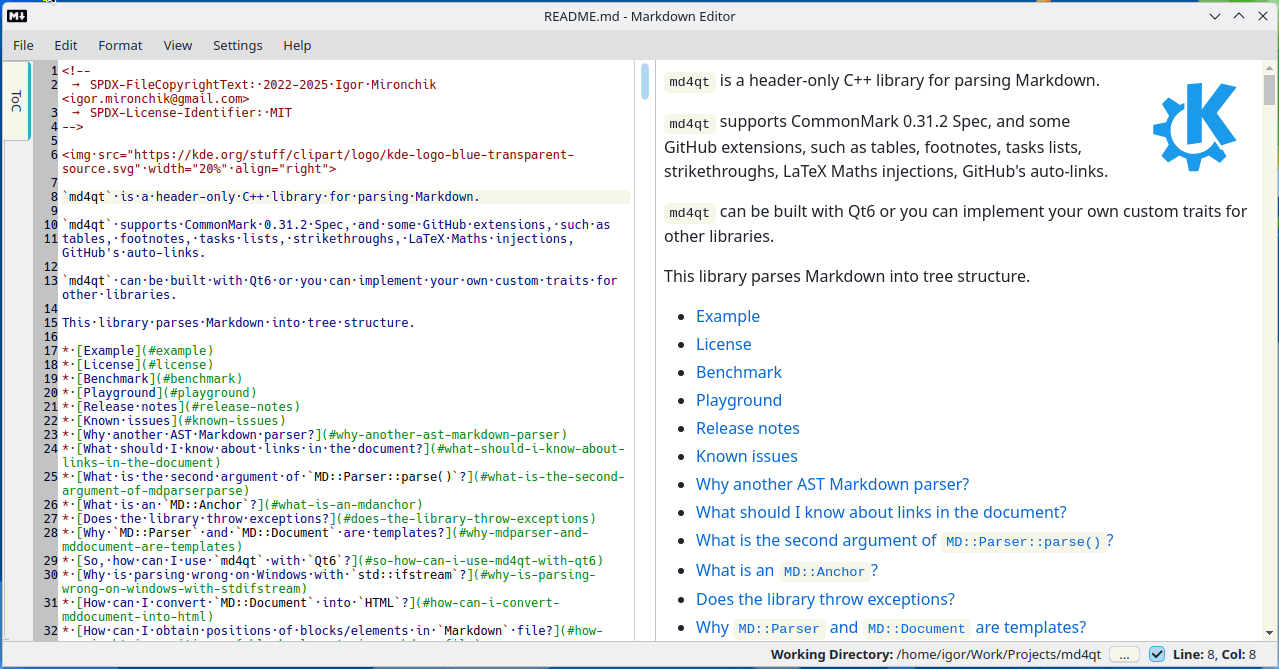 README.md - Markdown Editor
File Edit Format View Settings Help
ToC
1 <!--
2 → SPDX-FileCopyrightText:·2022-2025·Igor·Mironchik
<igor.mironchik@gmail.com>
3 → SPDX-License-Identifier:·MIT
4 -->
5
6 <img·src="https://kde.org/stuff/clipart/logo/kde-logo-blue-transparent-
source.svg"·width="20%"·align="right">
7
8 `md4qt`·is·a·header-only·C++·library·for·parsing·Markdown.
9
10 `md4qt`·supports·CommonMark·0.31.2·Spec,·and·some·GitHub·extensions,·such·as
11 tables,·footnotes,·tasks·lists,·strikethroughs,·LaTeX·Maths·injections,
GitHub's·auto-links.
12
13 `md4qt`·can·be·built·with·Qt6·or·you·can·implement·your·own·custom·traits·for
other·libraries.
14
15 This·library·parses·Markdown·into·tree·structure.
16
17 *·[Example](#example)
18 *·[License](#license)
19 *·[Benchmark](#benchmark)
20 *·[Playground](#playground)
21 *·[Release·notes](#release-notes)
22 *·[Known·issues](#known-issues)
23 *·[Why·another·AST·Markdown·parser?](#why-another-ast-markdown-parser)
24 *·[What·should·I·know·about·links·in·the·document?](#what-should-i-know-about-
links-in-the-document)
25 *·[What·is·the·second·argument·of·`MD::Parser::parse()`?](#what-is-the-second-
argument-of-mdparserparse)
26 *·[What·is·an·`MD::Anchor`?](#what-is-an-mdanchor)
27 *·[Does·the·library·throw·exceptions?](#does-the-library-throw-exceptions)
28 *·[Why·`MD::Parser`·and·`MD::Document`·are·templates?](#why-mdparser-and-
mddocument-are-templates)
29 *·[So,·how·can·I·use·`md4qt`·with·`Qt6`?](#so-how-can-i-use-md4qt-with-qt6)
30 *·[Why·is·parsing·wrong·on·Windows·with·`std::ifstream`?](#why-is-parsing-
wrong-on-windows-with-stdifstream)
31 *·[How·can·I·convert·`MD::Document`·into·`HTML`?](#how-can-i-convert-
mddocument-into-html)
32 *·[How·can·I·obtain·positions·of·blocks/elements·in·`Markdown`·file?](#how-
md4qt is a header-only C++ library for parsing Markdown.
md4qt supports CommonMark 0.31.2 Spec, and some
GitHub extensions, such as tables, footnotes, tasks lists,
strikethroughs, LaTeX Maths injections, GitHub's auto-links.
md4qt can be built with Qt6 or you can implement your own custom traits for
other libraries.
This library parses Markdown into tree structure.
• Example
• License
• Benchmark
• Playground
• Release notes
• Known issues
• Why another AST Markdown parser?
• What should I know about links in the document?
• What is the second argument of MD::Parser::parse() ?
• What is an MD::Anchor ?
• Does the library throw exceptions?
• Why MD::Parser and MD::Document are templates?
Working Directory: /home/igor/Work/Projects/md4qt ... Line: 8, Col: 8